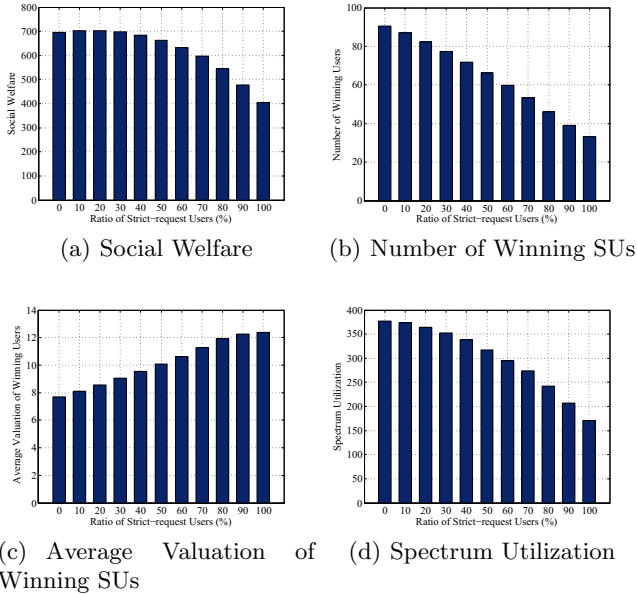 800
700
600
500
400
300
200
100
0
Social Welfare
0 10 20 30 40 50 60 70 80 90 100
Ratio of Strict−request Users (%)
(a) Social Welfare
100
80
60
40
20
0
Number of Winning Users
0 10 20 30 40 50 60 70 80 90 100
Ratio of Strict−request Users (%)
(b) Number of Winning SUs
14
12
10
8
6
4
2
0
Average Valuation of Winning Users
0 10 20 30 40 50 60 70 80 90 100
Ratio of Strict−request Users (%)
(c) Average Valuation of
Winning SUs
400
350
300
250
200
150
100
50
0
Spectrum Utilization
0 10 20 30 40 50 60 70 80 90 100
Ratio of Strict−request Users (%)
(d) Spectrum Utilization